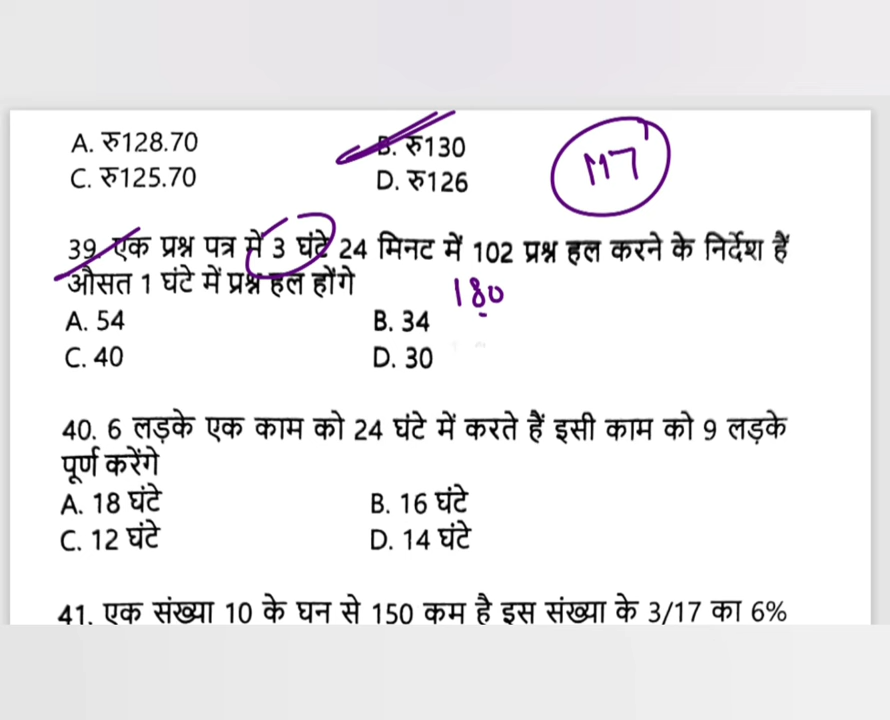 A. रु128.70
B. रु130
C. रु125.70
D. रु126
39. एक प्रश्न पत्र में 3 घंटे 24 मिनट में 102 प्रश्न हल करने के निर्देश हैं
औसत 1 घंटे में प्रश्न हल होंगे
180
A. 54
B. 34
C. 40
D. 30
40. 6 लड़के एक काम को 24 घंटे में करते हैं इसी काम को 9 लड़के
पूर्ण करेंगे
A. 18 घंटे
B. 16 घंटे
C. 12 घंटे
D. 14 घंटे
41. एक संख्या 10 के घन से 150 कम है इस संख्या के 3/17 का 6%